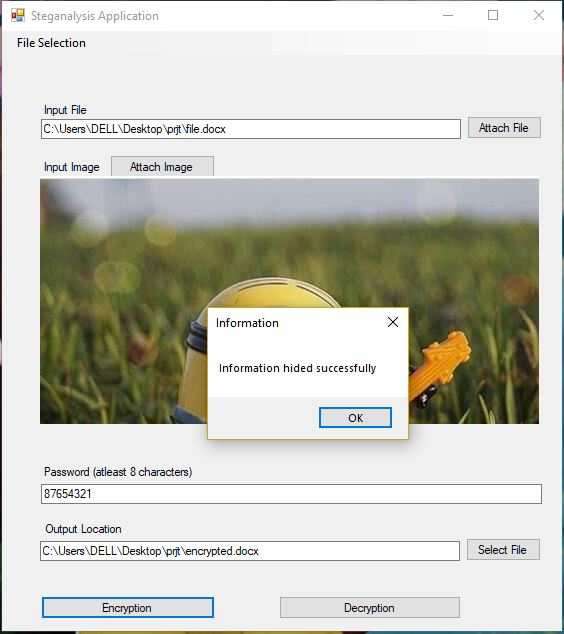 Steganalysis Application
File Selection
Input File
C:\Users\DELL\Desktop\prjt\file.docx
Attach File
Input Image
Attach Image
Information
Information hided successfully
OK
Password (atleast 8 characters)
87654321
Output Location
C:\Users\DELL\Desktop\prjt\encrypted.docx
Select File
Encryption
Decryption